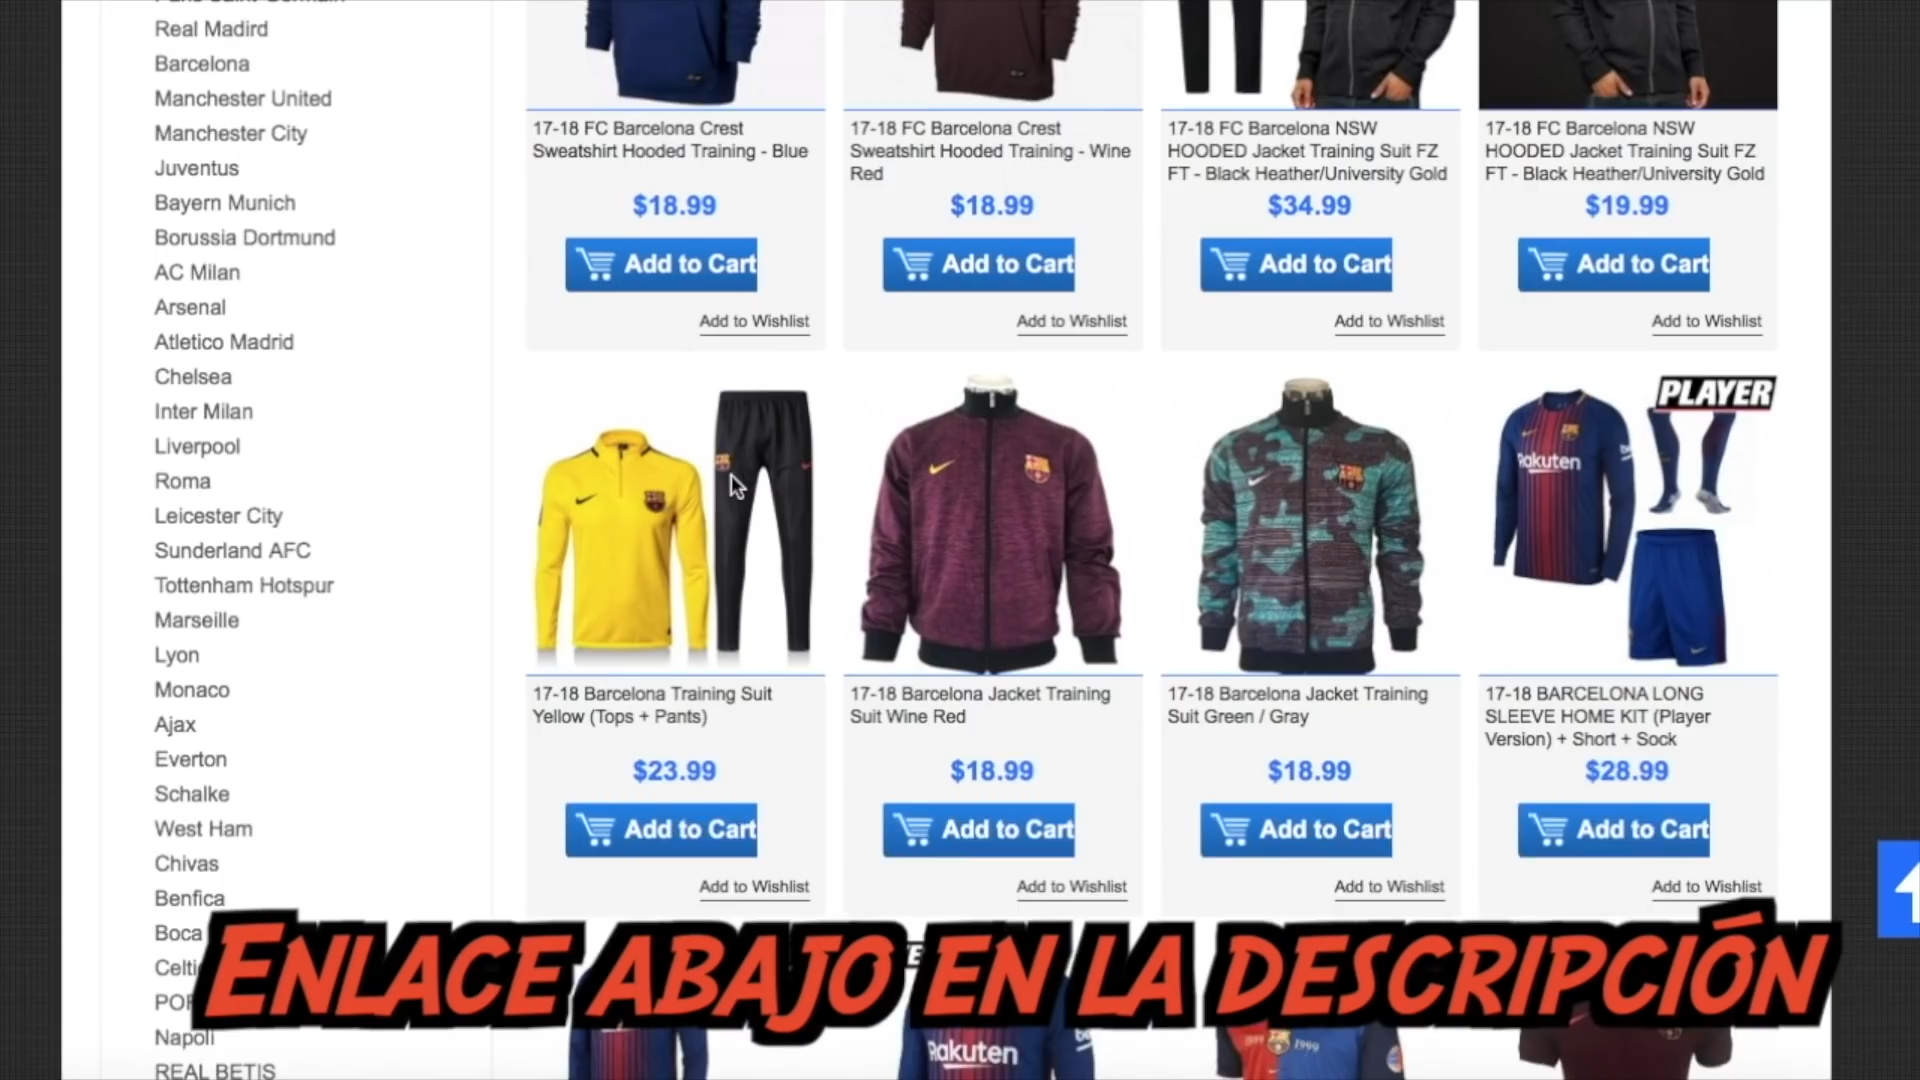 Real Madird
Barcelona
Manchester United
Manchester City
Juventus
Bayern Munich
Borussia Dortmund
AC Milan
Arsenal
Atletico Madrid
Chelsea
Inter Milan
Liverpool
Roma
Leicester City
Sunderland AFC
Tottenham Hotspur
Marseille
Lyon
Monaco
Ajax
Everton
Schalke
West Ham
Chivas
Benfica
Boca
Napoli
REAL BETIS
17-18 FC Barcelona Crest
Sweatshirt Hooded Training - Blue
$18.99
Add to Cart
Add to Wishlist
17-18 FC Barcelona Crest
Sweatshirt Hooded Training - Wine
Red
$18.99
Add to Cart
Add to Wishlist
17-18 FC Barcelona NSW
HOODED Jacket Training Suit FZ
FT - Black Heather/University Gold
$34.99
Add to Cart
Add to Wishlist
17-18 FC Barcelona NSW
HOODED Jacket Training Suit FZ
FT - Black Heather/University Gold
$19.99
Add to Cart
Add to Wishlist
17-18 Barcelona Training Suit
Yellow (Tops + Pants)
$23.99
Add to Cart
Add to Wishlist
17-18 Barcelona Jacket Training
Suit Wine Red
$18.99
Add to Cart
Add to Wishlist
17-18 Barcelona Jacket Training
Suit Green / Gray
$18.99
Add to Cart
Add to Wishlist
PLAYER
Rakuten
17-18 BARCELONA LONG
SLEEVE HOME KIT (Player
Version) + Short + Sock
$28.99
Add to Cart
Add to Wishlist
ENLACE ABAJO EN LA DESCRIPCIÓN
Rakuten
1899 1999